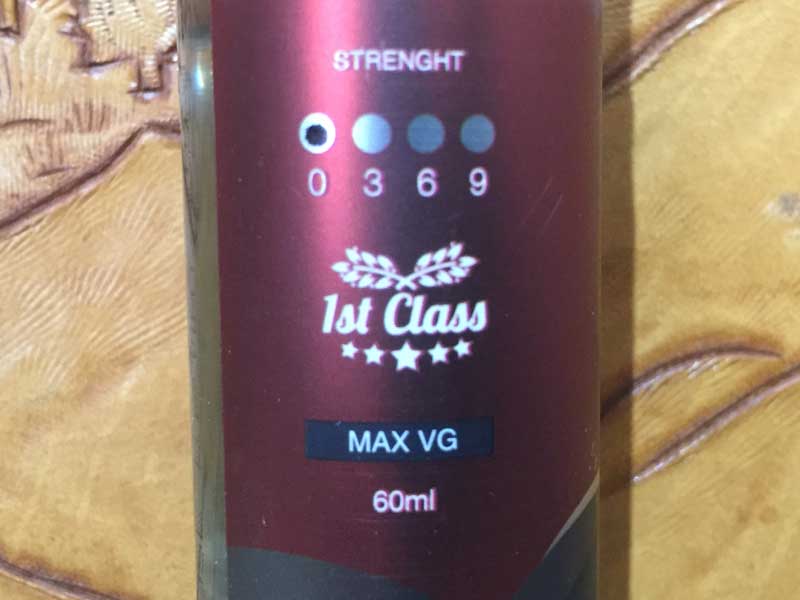 STRENGHT
0 3 6 9
1st Class
MAX VG
60ml